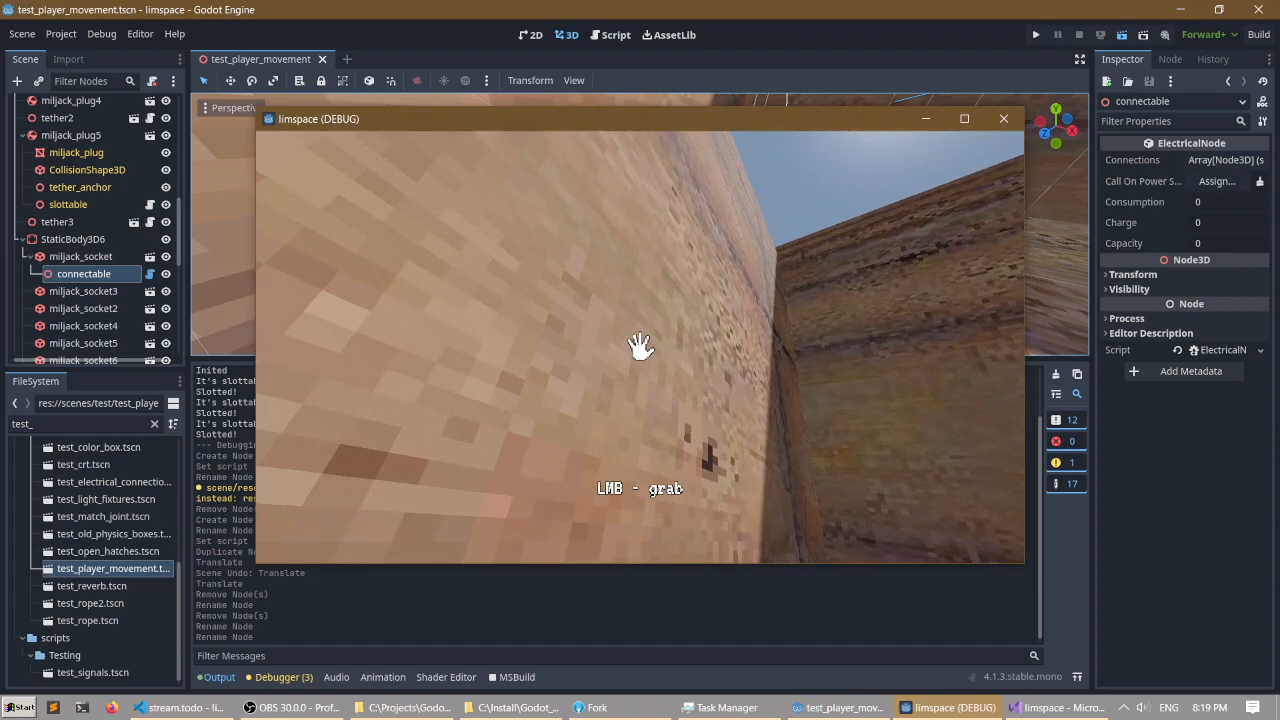 test_player_movement.tscn - limspace - Godot Engine
Scene Project Debug Editor Help
2D 3D Script AssetLib
Forward+ Build
Scene Import
test_player_movement
Inspector Node History
Filter Nodes
Transform View
Perspectiv
miljack_plug4
tether2
miljack_plug5
miljack_plug
CollisionShape3D
tether_anchor
slottable
tether3
StaticBody3D6
miljack_socket
connectable
miljack_socket3
miljack_socket2
miljack_socket4
miljack_socket5
miljack_socket6
FileSystem
res://scenes/test/test_playe
test_
test_color_box.tscn
test_crt.tscn
test_electrical_connectio...
test_light_fixtures.tscn
test_match_joint.tscn
test_old_physics_boxes.t...
test_open_hatches.tscn
test_player_movement.t...
test_reverb.tscn
test_rope2.tscn
test_rope.tscn
scripts
Testing
test_signals.tscn
limspace (DEBUG)
LMB - grab
Inited
It's slottal
Slotted!
It's slottal
Slotted!
It's slottal
Slotted!
--- Debuggin
Create Node
Set script
Rename Node
scene/res
instead: res
Remove Node(
Create Node
Rename Node
Set script
Duplicate N
Translate
Scene Undo: Translate
Translate
Remove Node(s)
Rename Node
Remove Node(s)
Rename Node
Rename Node
Filter Messages
12
0
1
17
Output Debugger (3) Audio Animation Shader Editor MSBuild
4.1.3.stable.mono
connectable
Filter Properties
ElectricalNode
Connections Array[Node3D] (s
Call On Power S... Assign...
Consumption 0
Charge 0
Capacity 0
Node3D
Transform
Visibility
Node
Process
Editor Description
Script ElectricalN
Add Metadata
Start
stream.todo - li...
OBS 30.0.0 - Prof...
C:\Projects\Godo...
C:\Install\Godot_...
Fork
Task Manager
test_player_mov...
limspace (DEBUG)
limspace - Micro...
8:19 PM